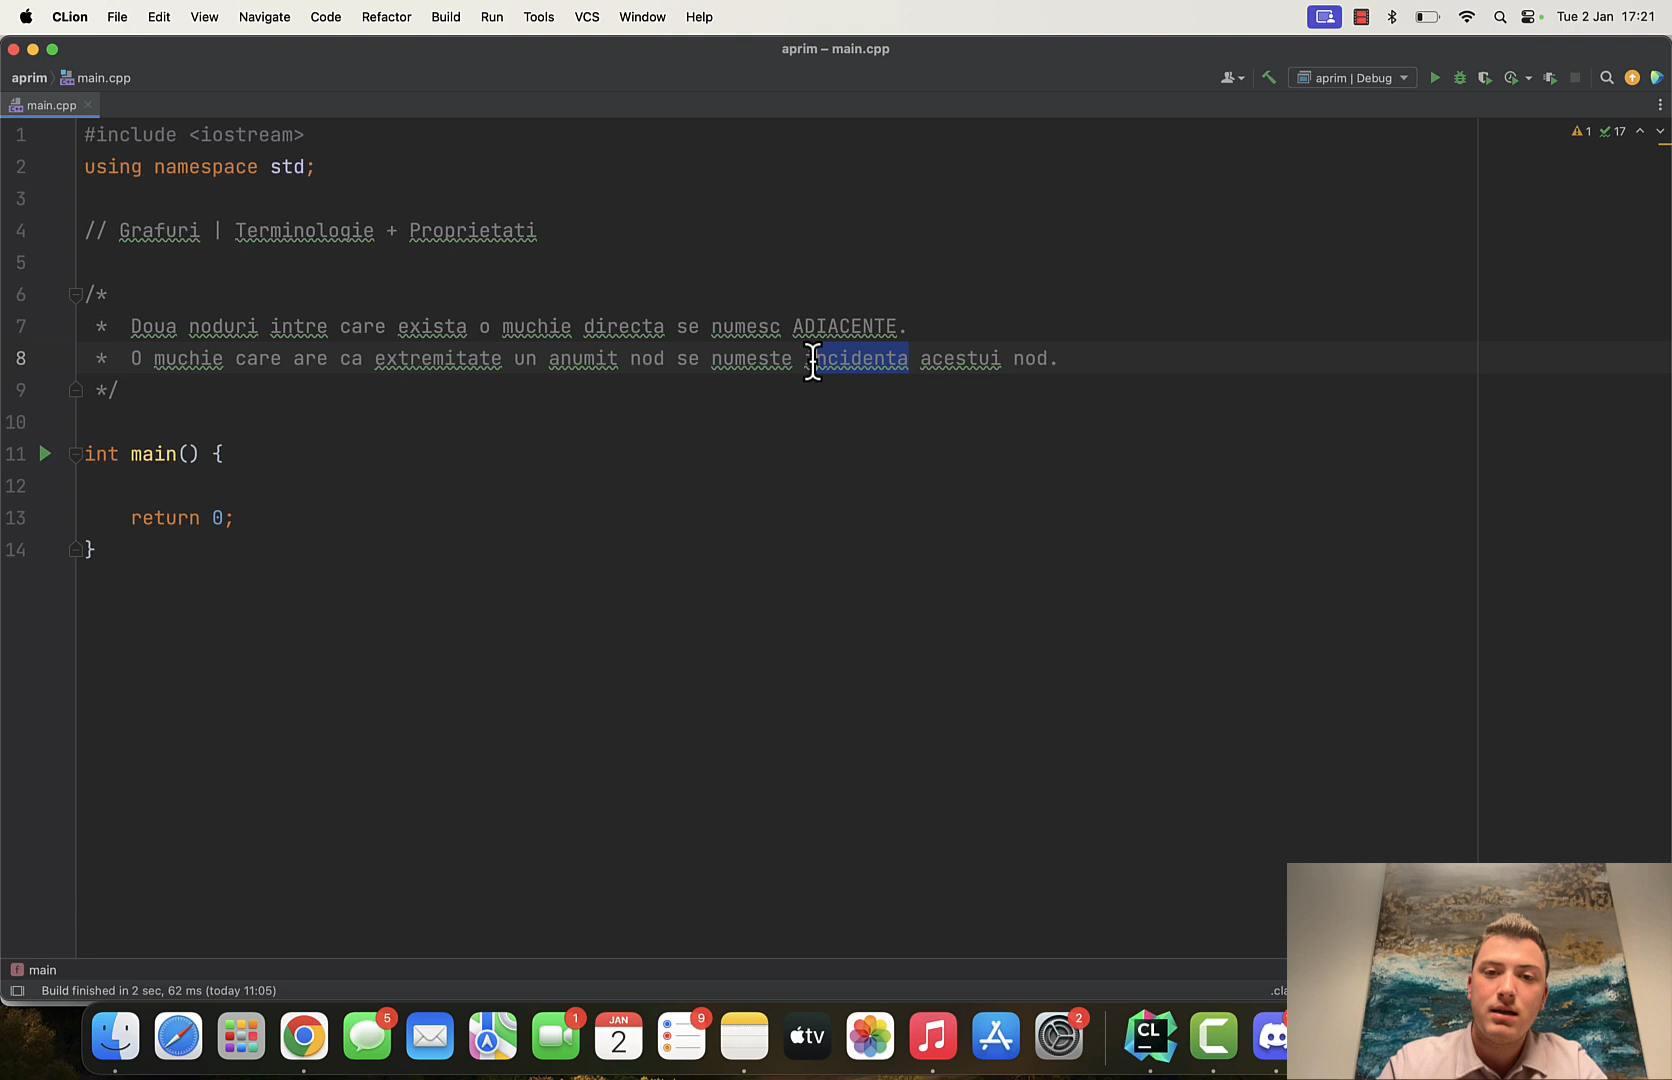 CLion File Edit View Navigate Code Refactor Build Run Tools VCS Window Help Tue 2 Jan 17:21
aprim – main.cpp
aprim main.cpp aprim | Debug
main.cpp
1 #include <iostream> 1 17
2 using namespace std;
3
4 // Grafuri | Terminologie + Proprietati
5
6 /*
7 * Doua noduri intre care exista o muchie directa se numesc ADIACENTE.
8 * O muchie care are ca extremitate un anumit nod se numeste incidenta acestui nod.
9 */
10
11 int main() {
12
13 return 0;
14 }
main
Build finished in 2 sec, 62 ms (today 11:05) .cla
5 1 JAN 2 9 tv 2 CL C